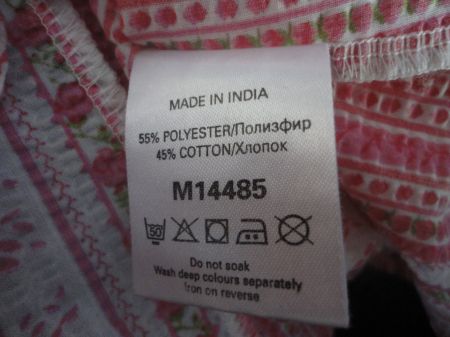 MADE IN INDIA
55% POLYESTER/Полизфир
45% COTTON/Хлопок
M14485
50
Do not soak
Wash deep colours separately
Iron on reverse